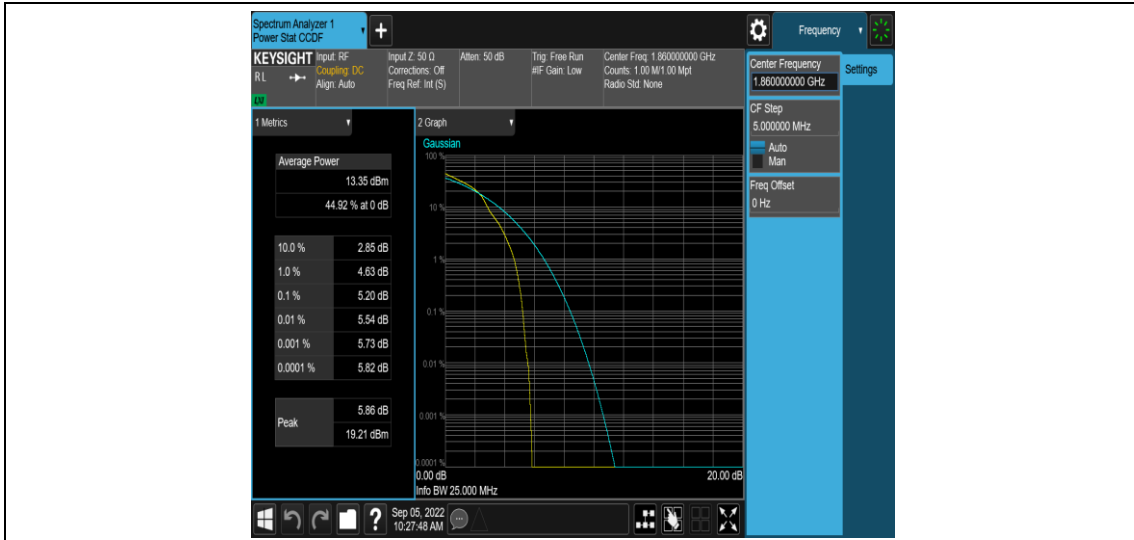 Spectrum Analyzer 1
Power Stat CCDF
Frequency
KEYSIGHT
RL
Input: RF
Coupling: DC
Align: Auto
Input Z: 50 Ω
Corrections: Off
Freq Ref: Int (S)
Atten: 50 dB
Trig: Free Run
#IF Gain: Low
Center Freq: 1.860000000 GHz
Counts: 1.00 M/1.00 Mpt
Radio Std: None
Center Frequency
1.860000000 GHz
Settings
CF Step
5.000000 MHz
Auto
Man
Freq Offset
0 Hz
1 Metrics
Average Power
13.35 dBm
44.92 % at 0 dB
10.0 % 2.85 dB
1.0 % 4.63 dB
0.1 % 5.20 dB
0.01 % 5.54 dB
0.001 % 5.73 dB
0.0001 % 5.82 dB
Peak
5.86 dB
19.21 dBm
2 Graph
Gaussian
100 %
10 %
1 %
0.1 %
0.01 %
0.001 %
0.0001 %
0.00 dB
20.00 dB
Info BW 25.000 MHz
?
Sep 05, 2022
10:27:48 AM